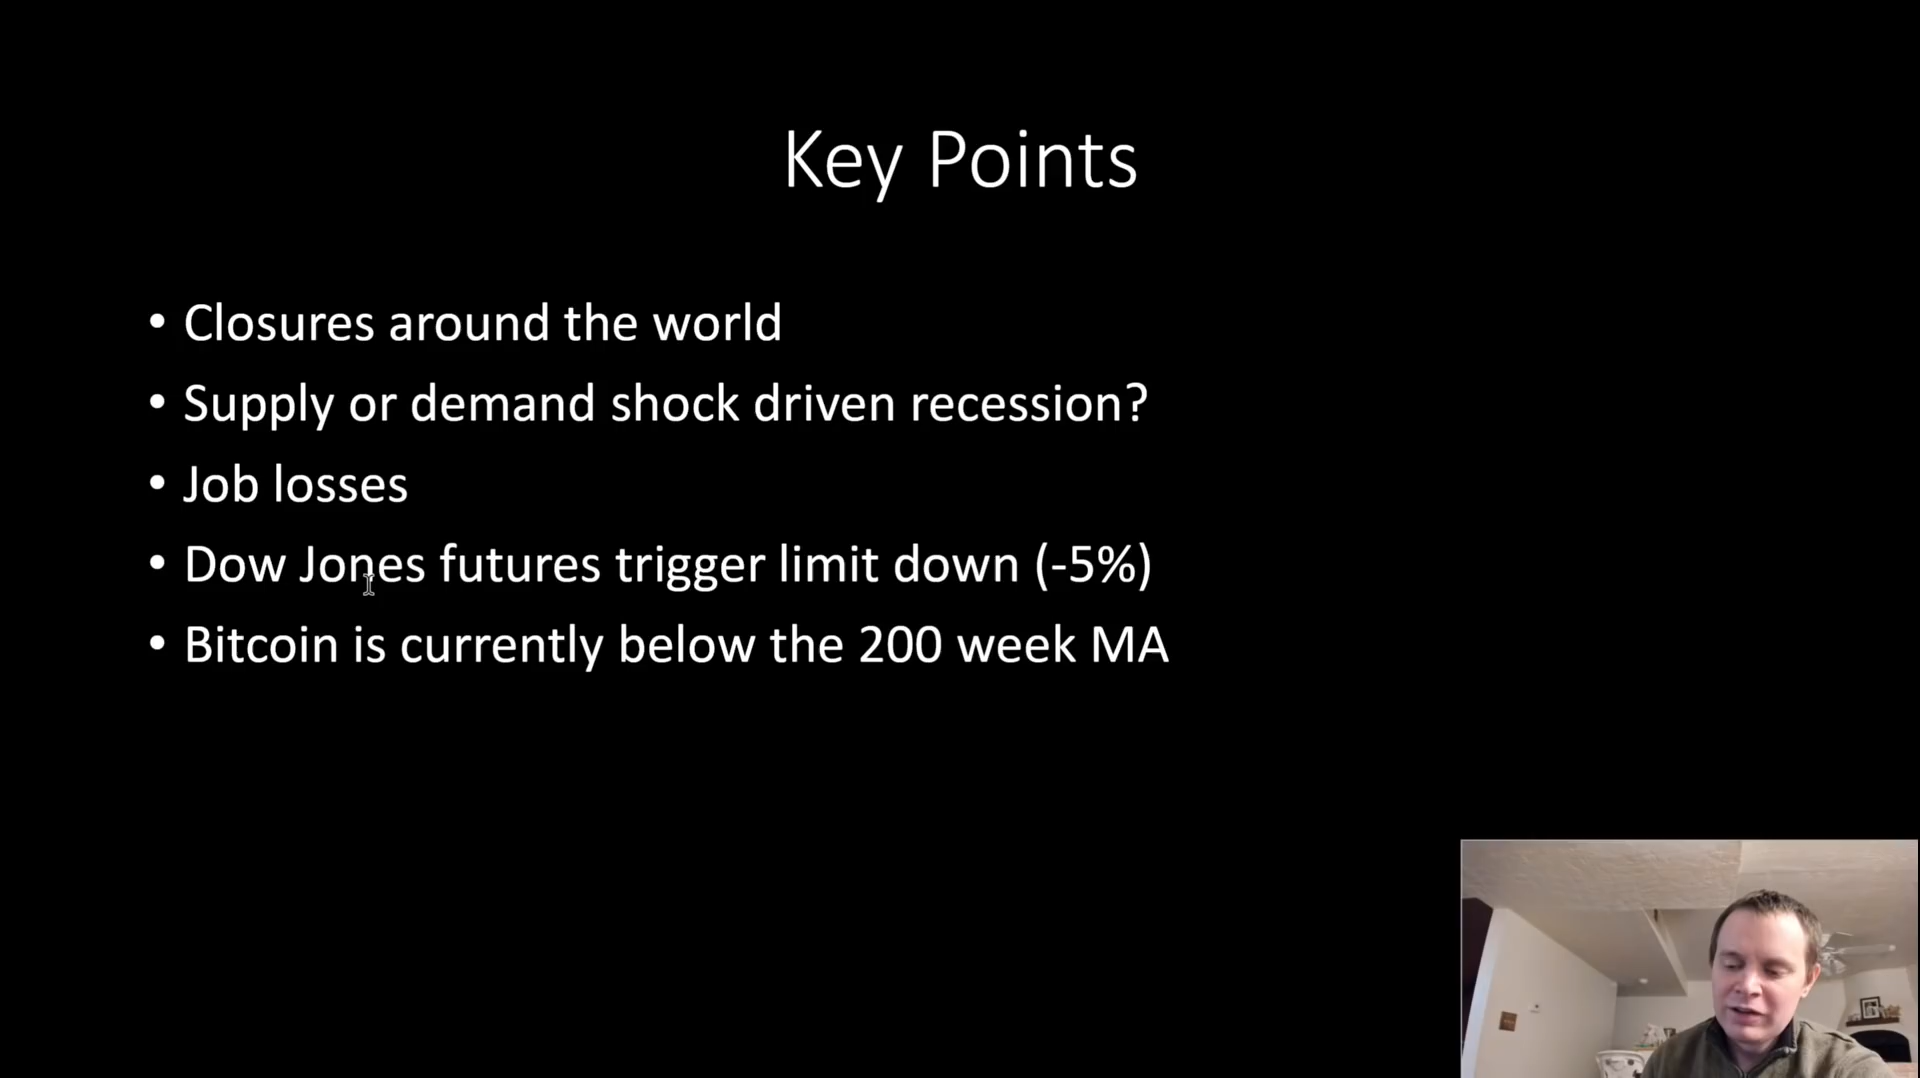 Key Points
• Closures around the world
• Supply or demand shock driven recession?
• Job losses
• Dow Jones futures trigger limit down (-5%)
• Bitcoin is currently below the 200 week MA